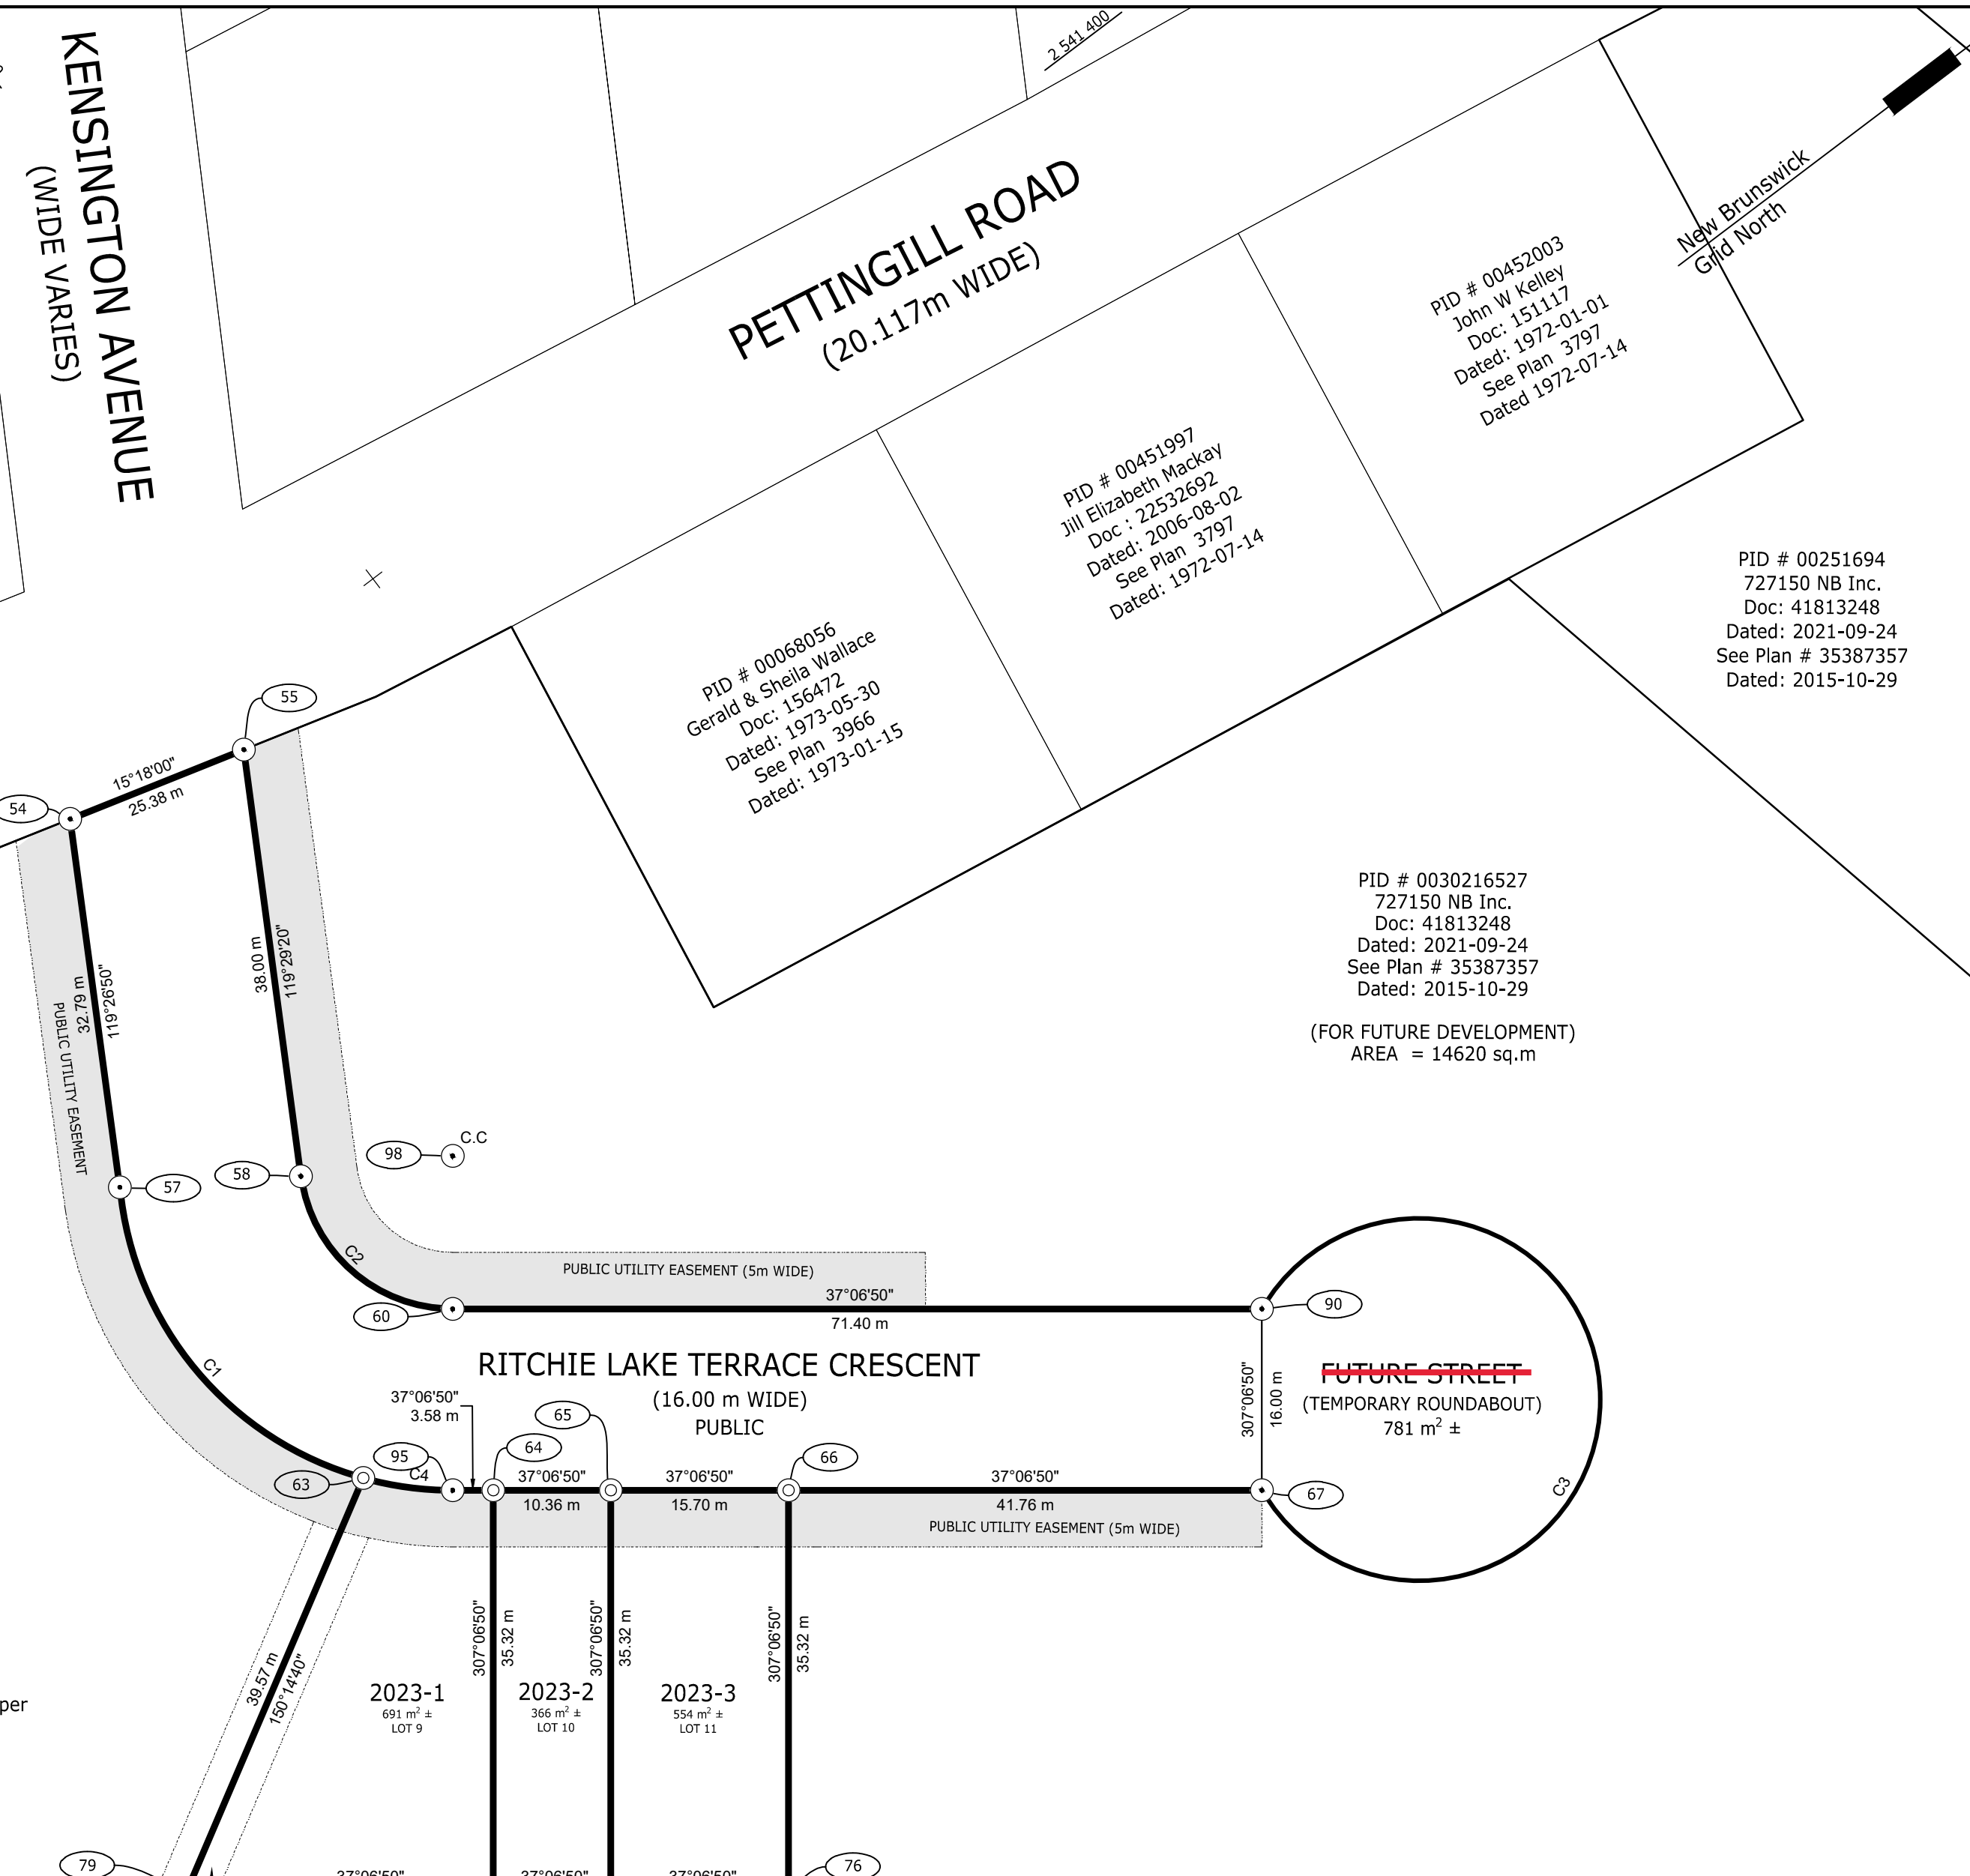 KENSINGTON AVENUE
(WIDE VARIES)
2 541 400
PETTINGILL ROAD
(20.117m WIDE)
New Brunswick
Grid North
PID # 00452003
John W Kelley
Doc: 151117
Dated: 1972-01-01
See Plan 3797
Dated 1972-07-14
PID # 00451997
Jill Elizabeth Mackay
Doc : 22532692
Dated: 2006-08-02
See Plan 3797
Dated: 1972-07-14
PID # 00068056
Gerald & Sheila Wallace
Doc: 156472
Dated: 1973-05-30
See Plan 3966
Dated: 1973-01-15
PID # 00251694
727150 NB Inc.
Doc: 41813248
Dated: 2021-09-24
See Plan # 35387357
Dated: 2015-10-29
PID # 0030216527
727150 NB Inc.
Doc: 41813248
Dated: 2021-09-24
See Plan # 35387357
Dated: 2015-10-29
(FOR FUTURE DEVELOPMENT)
AREA = 14620 sq.m
55
54
15°18'00"
25.38 m
32.79 m
119°26'50"
PUBLIC UTILITY EASEMENT
38.00 m
119°29'20"
98
C.C
58
57
C2
PUBLIC UTILITY EASEMENT (5m WIDE)
60
37°06'50"
71.40 m
90
C1
RITCHIE LAKE TERRACE CRESCENT
(16.00 m WIDE)
PUBLIC
307°06'50"
16.00 m
FUTURE STREET
(TEMPORARY ROUNDABOUT)
781 m² ±
C3
37°06'50"
3.58 m
65
64
95
C4
63
66
67
37°06'50"
10.36 m
37°06'50"
15.70 m
37°06'50"
41.76 m
PUBLIC UTILITY EASEMENT (5m WIDE)
39.57 m
150°14'40"
307°06'50"
35.32 m
307°06'50"
35.32 m
307°06'50"
35.32 m
2023-1
691 m² ±
LOT 9
2023-2
366 m² ±
LOT 10
2023-3
554 m² ±
LOT 11
per
79
76
37°06'50"
37°06'50"
37°06'50"